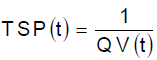 TSP(t) = 1 / QV(t)